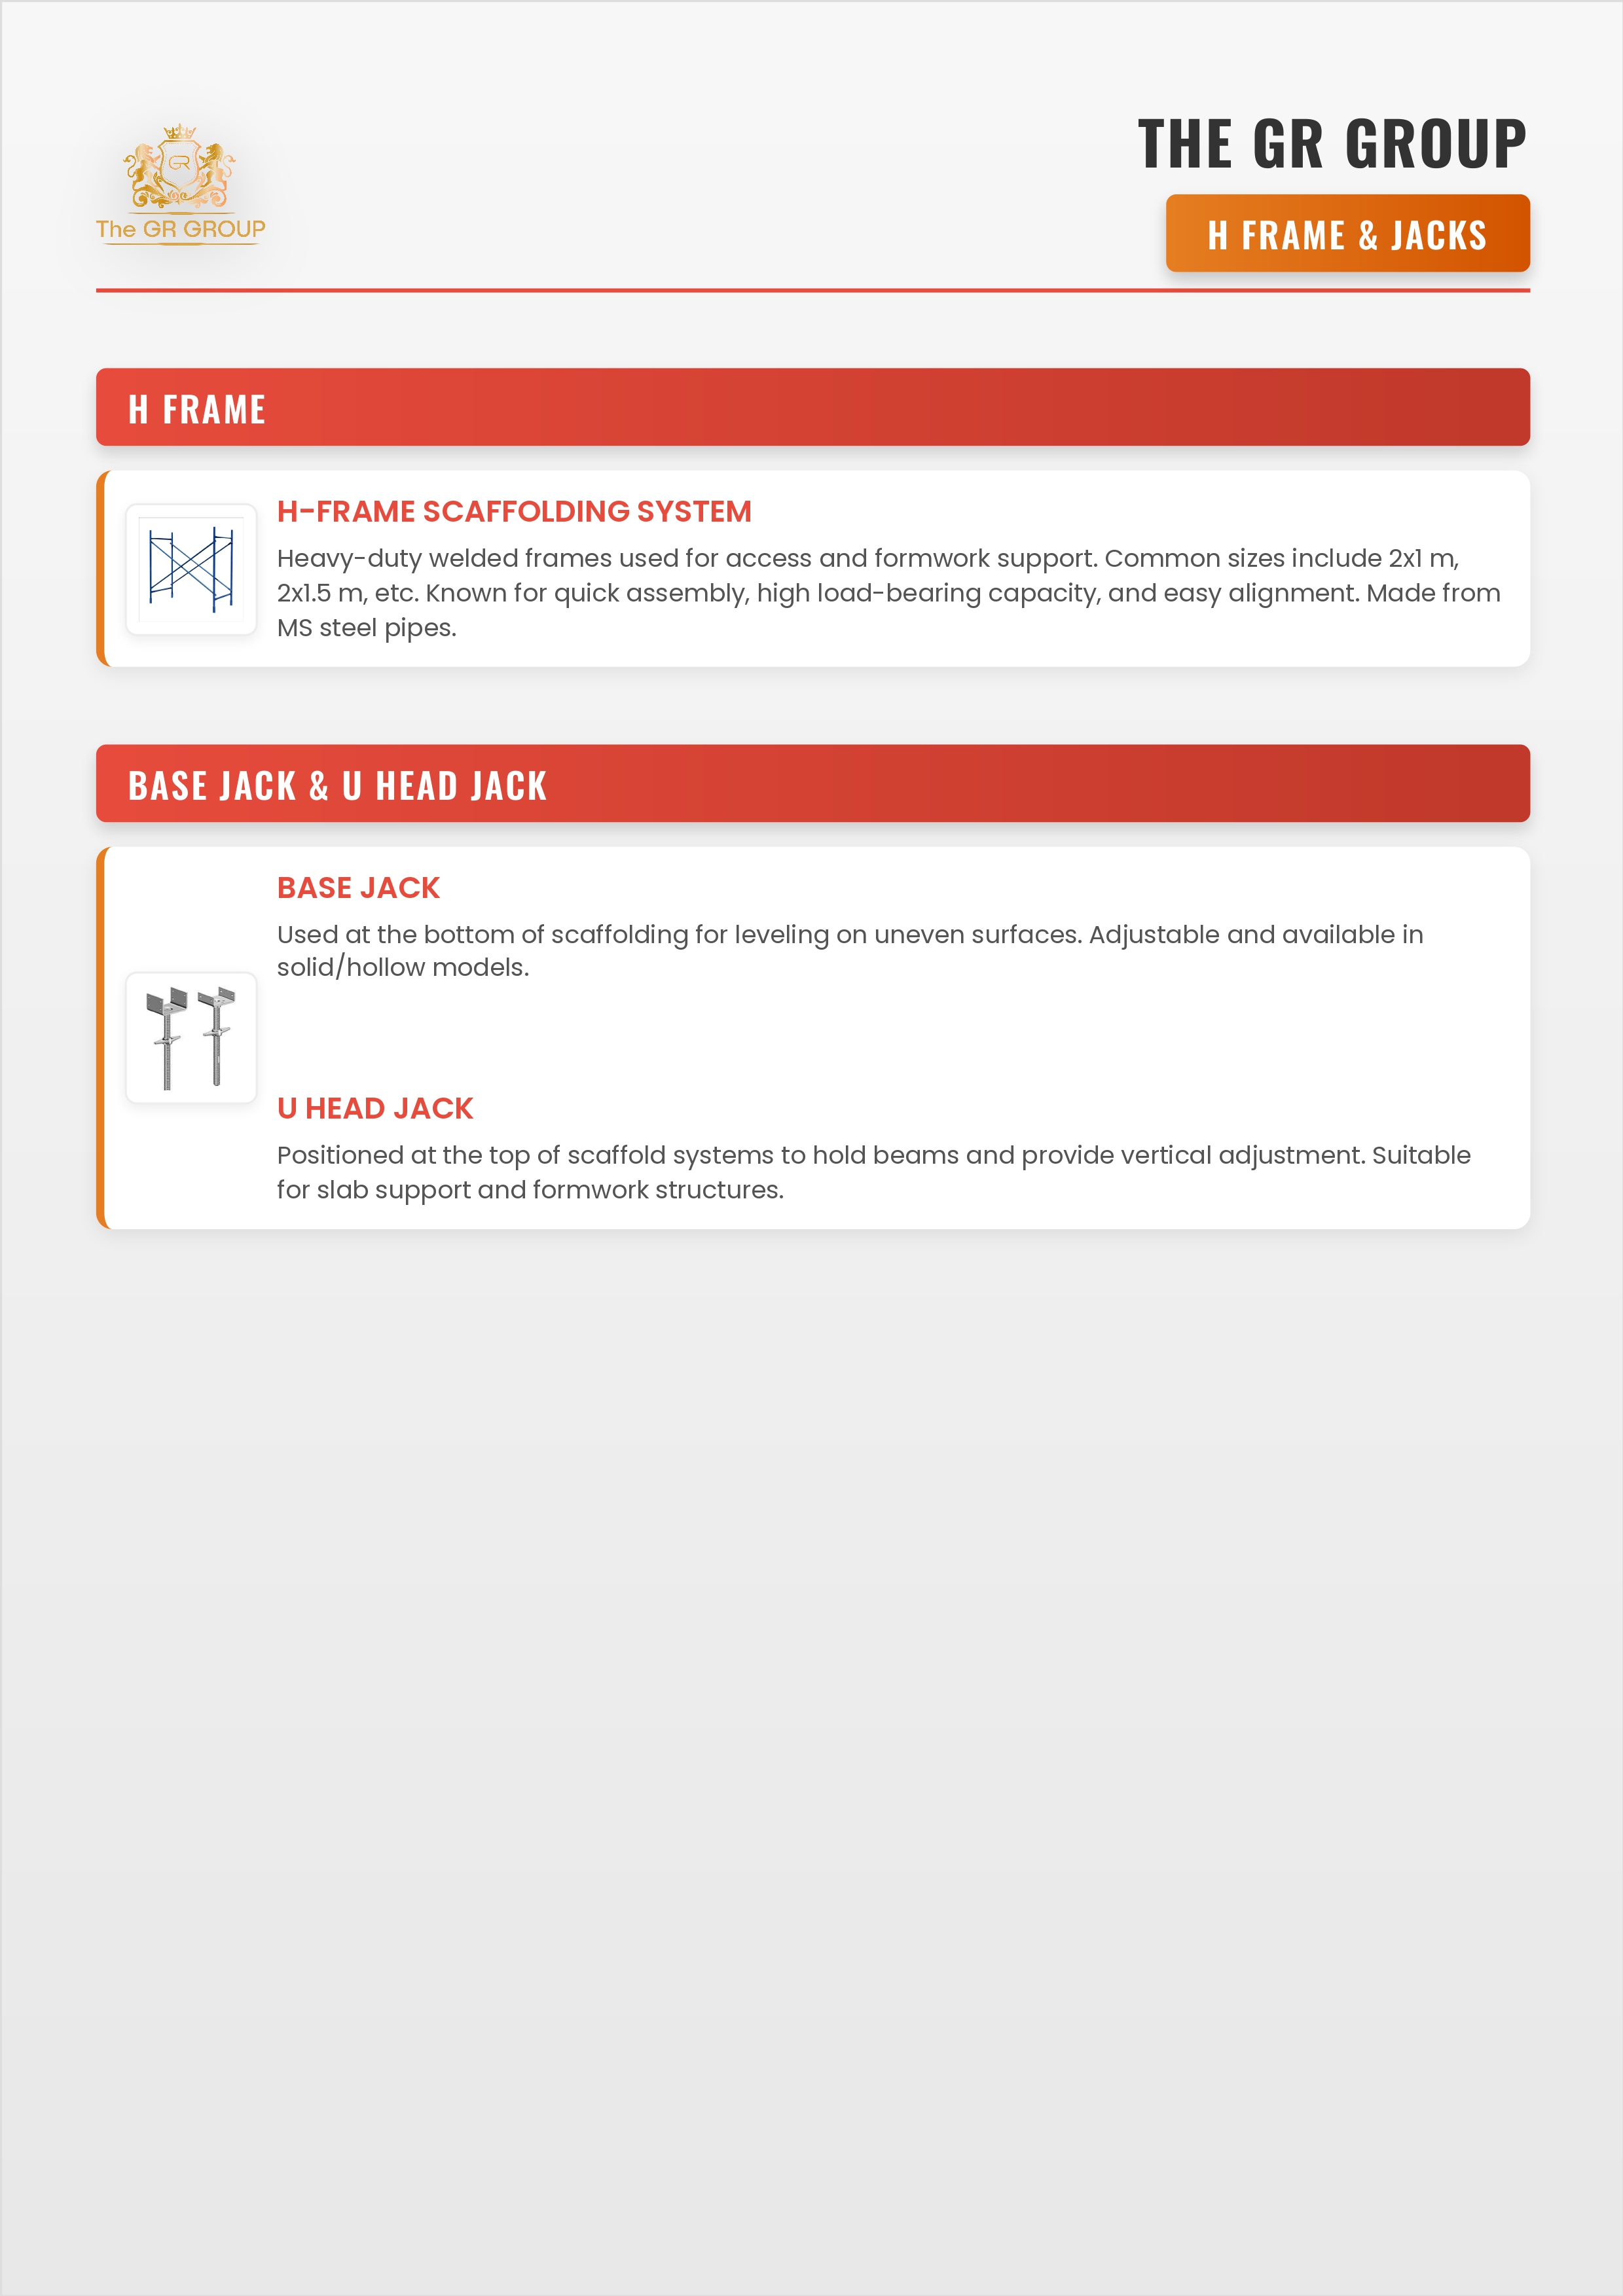 GR
The GR GROUP
THE GR GROUP
H FRAME & JACKS
H FRAME
H-FRAME SCAFFOLDING SYSTEM
Heavy-duty welded frames used for access and formwork support. Common sizes include 2x1 m,
2x1.5 m, etc. Known for quick assembly, high load-bearing capacity, and easy alignment. Made from
MS steel pipes.
BASE JACK & U HEAD JACK
BASE JACK
Used at the bottom of scaffolding for leveling on uneven surfaces. Adjustable and available in
solid/hollow models.
U HEAD JACK
Positioned at the top of scaffold systems to hold beams and provide vertical adjustment. Suitable
for slab support and formwork structures.